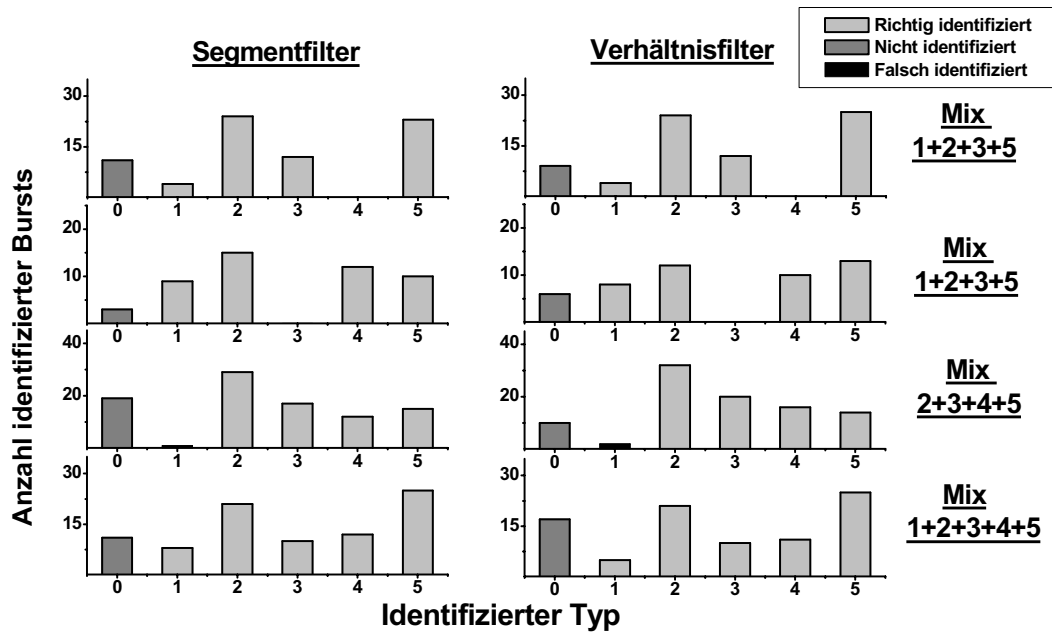 Richtig identifiziert
Nicht identifiziert
Falsch identifiziert
Segmentfilter
Verhältnisfilter
Anzahl identifizierter Bursts
30
15
0 1 2 3 4 5
30
15
0 1 2 3 4 5
Mix
1+2+3+5
20
10
0 1 2 3 4 5
20
10
0 1 2 3 4 5
Mix
1+2+3+5
40
20
0 1 2 3 4 5
40
20
0 1 2 3 4 5
Mix
2+3+4+5
30
15
0 1 2 3 4 5
30
15
0 1 2 3 4 5
Mix
1+2+3+4+5
Identifizierter Typ